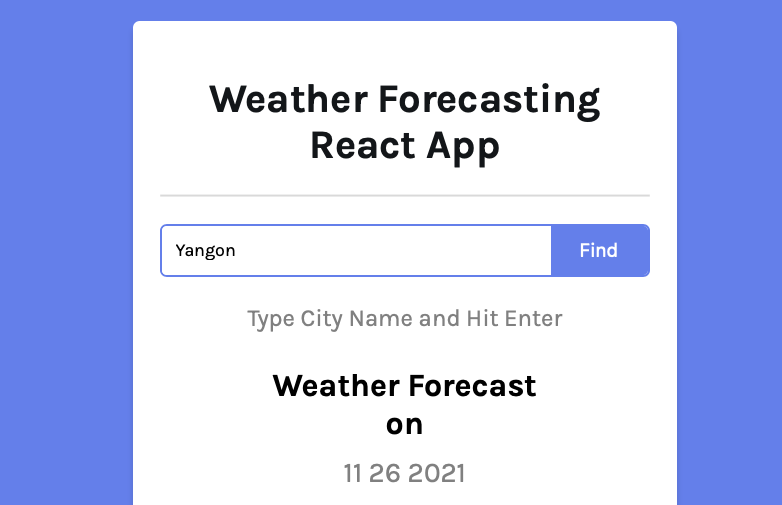 Weather Forecasting
React App
Yangon
Find
Type City Name and Hit Enter
Weather Forecast
on
11 26 2021